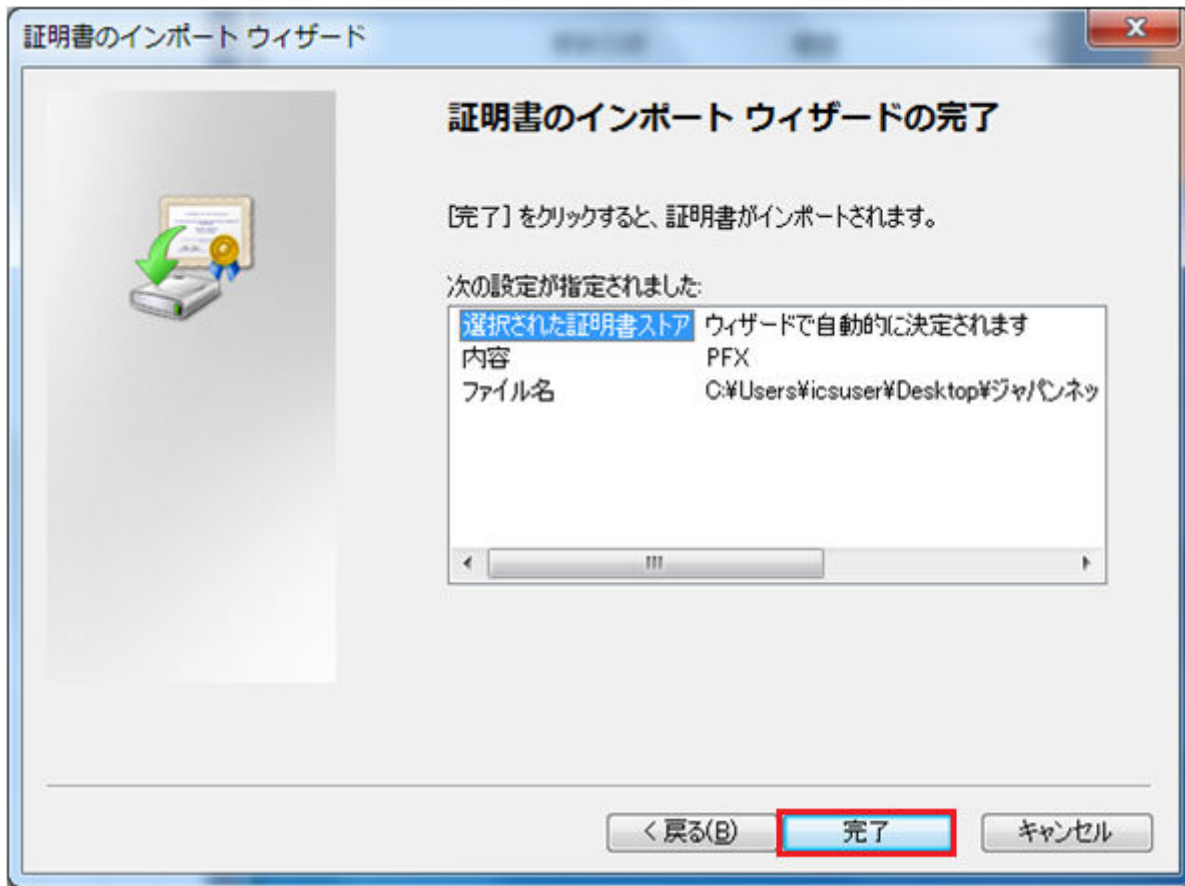 証明書のインポート ウィザード
証明書のインポート ウィザードの完了
[完了] をクリックすると、証明書がインポートされます。
次の設定が指定されました:
選択された証明書ストア ウィザードで自動的に決定されます
内容 PFX
ファイル名 C:¥Users¥icsuser¥Desktop¥ジャパンネッ
< 戻る(B) 完了 キャンセル